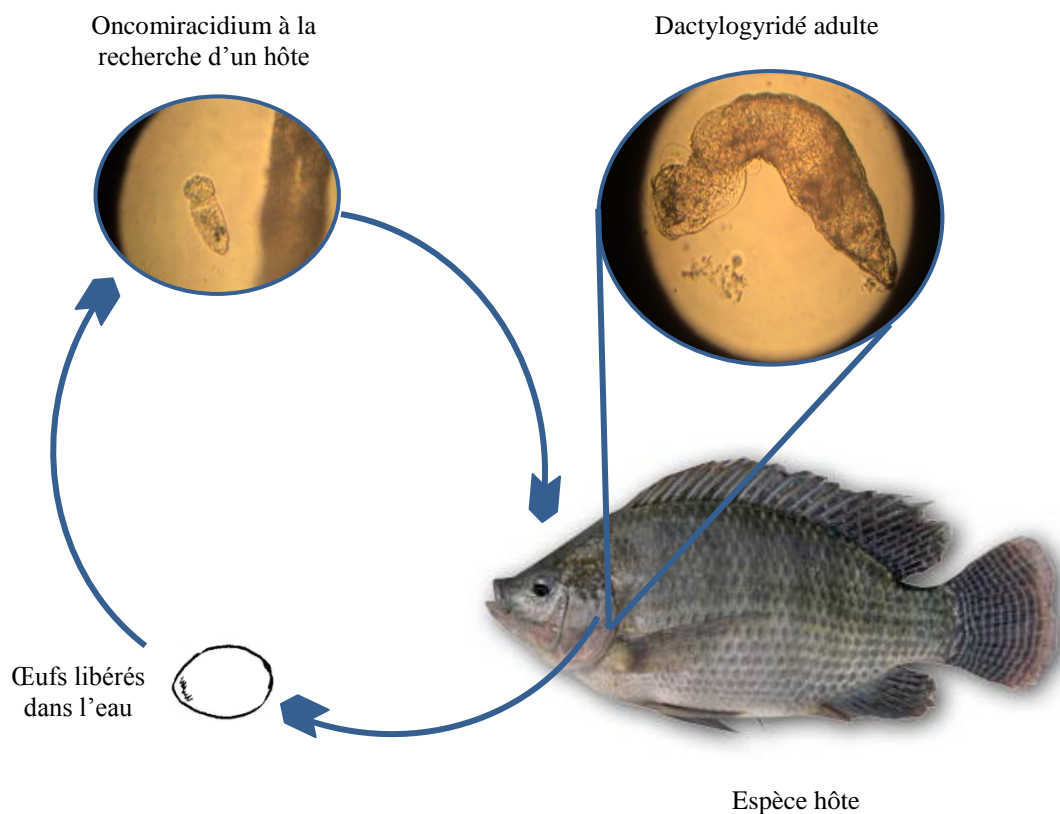 Oncomiracidium à la
recherche d’un hôte
Dactylogyridé adulte
Œufs libérés
dans l’eau
Espèce hôte